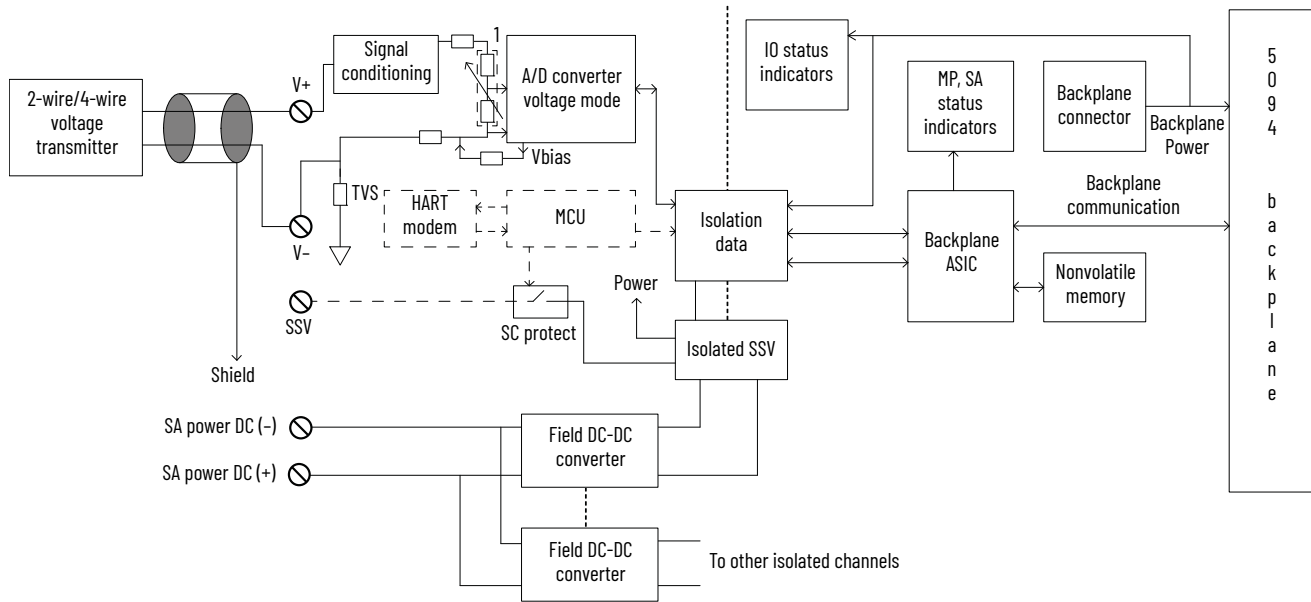 2-wire/4-wire
voltage
transmitter
V+
V–
Shield
SSV
TVS
Signal
conditioning
1
A/D converter
voltage mode
Vbias
HART
modem
MCU
SC protect
Power
Isolation
data
Isolated SSV
SA power DC (–)
SA power DC (+)
Field DC-DC
converter
Field DC-DC
converter
To other isolated channels
IO status
indicators
MP, SA
status
indicators
Backplane
connector
Backplane
Power
Backplane
communication
Backplane
ASIC
Nonvolatile
memory
5
0
9
4
b
a
c
k
p
l
a
n
e